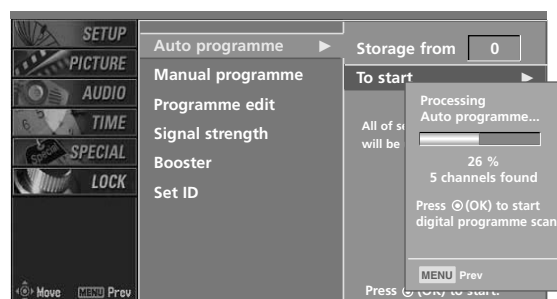 SETUP
PICTURE
AUDIO
TIME
SPECIAL
LOCK
Move MENU Prev
Auto programme
Manual programme
Programme edit
Signal strength
Booster
Set ID
Storage from 0
To start
All of
will be
Processing
Auto programme...
26 %
5 channels found
Press (OK) to start
digital programme scan
MENU Prev
Press (OK) to start.